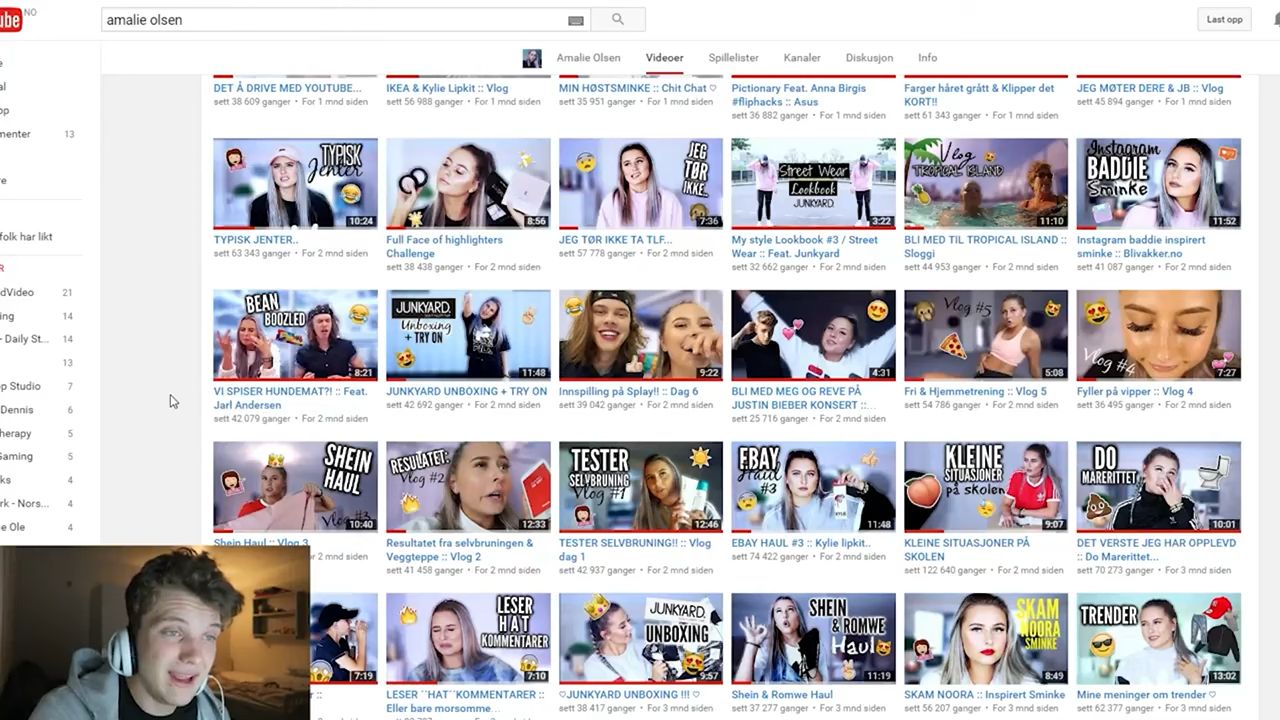 ube NO
amalie olsen
Last opp
Amalie Olsen Videoer Spillelister Kanaler Diskusjon Info
DET Å DRIVE MED YOUTUBE...
sett 38 609 ganger • For 1 mnd siden
IKEA & Kylie Lipkit :: Vlog
sett 56 988 ganger • For 1 mnd siden
MIN HØSTSMINKE :: Chit Chat ♡
sett 35 951 ganger • For 1 mnd siden
Pictionary Feat. Anna Birgis
#fliphacks :: Asus
sett 36 882 ganger • For 1 mnd siden
Farger håret grått & Klipper det
KORT!!
sett 61 343 ganger • For 1 mnd siden
JEG MØTER DERE & JB :: Vlog
sett 45 894 ganger • For 1 mnd siden
menter 13
folk har likt
R
dVideo 21
ing 14
- Daily St... 14
13
p Studio 7
Dennis 6
herapy 5
Gaming 5
ks 4
rk - Nors... 4
e Ole 4
TYPISK
Jenter
10:24
TYPISK JENTER..
sett 63 343 ganger • For 2 mnd siden
8:56
Full Face of highlighters
Challenge
sett 38 438 ganger • For 2 mnd siden
JEG
TØR
IKKE..
7:36
JEG TØR IKKE TA TLF...
sett 57 778 ganger • For 2 mnd siden
Street Wear
Lookbook
JUNKYARD
3:22
My style Lookbook #3 / Street
Wear :: Feat. Junkyard
sett 32 662 ganger • For 2 mnd siden
Vlog
TROPICAL ISLAND
11:10
BLI MED TIL TROPICAL ISLAND ::
Sloggi
sett 44 953 ganger • For 2 mnd siden
Instagram
BADDIE
Sminke
11:52
Instagram baddie inspirert
sminke :: Blivakker.no
sett 41 087 ganger • For 2 mnd siden
BEAN
BOOZLED
8:21
VI SPISER HUNDEMAT?! :: Feat.
Jarl Andersen
sett 42 079 ganger • For 2 mnd siden
JUNKYARD
Unboxing
+ TRY ON
11:48
JUNKYARD UNBOXING + TRY ON
sett 42 692 ganger • For 2 mnd siden
9:22
Innspilling på Splay!! :: Dag 6
sett 39 042 ganger • For 2 mnd siden
4:31
BLI MED MEG OG REVE PÅ
JUSTIN BIEBER KONSERT ::...
sett 25 716 ganger • For 2 mnd siden
Vlog #5
5:08
Fri & Hjemmetrening :: Vlog 5
sett 54 786 ganger • For 2 mnd siden
Vlog #4
7:27
Fyller på vipper :: Vlog 4
sett 36 495 ganger • For 2 mnd siden
SHEIN
HAUL
Vlog #3
10:40
Shein Haul :: Vlog 3
For 2 mnd siden
RESULTATET:
Vlog #2
12:33
Resultatet fra selvbruningen &
Veggteppe :: Vlog 2
sett 41 458 ganger • For 2 mnd siden
TESTER
SELVBRUNING
Vlog #1
12:46
TESTER SELVBRUNING!! :: Vlog
dag 1
sett 42 937 ganger • For 2 mnd siden
EBAY
Haul
#3
11:48
EBAY HAUL #3 :: Kylie lipkit..
sett 74 422 ganger • For 2 mnd siden
KLEINE
SITUASJONER
på skolen
9:07
KLEINE SITUASJONER PÅ
SKOLEN
sett 122 640 ganger • For 2 mnd siden
DO
MARERITTET
10:01
DET VERSTE JEG HAR OPPLEVD
:: Do Marerittet...
sett 70 273 ganger • For 3 mnd siden
7:19
::
LESER
HAT
KOMMENTARER
7:10
LESER ´´HAT´´KOMMENTARER ::
Eller bare morsomme...
JUNKYARD.
UNBOXING
9:57
♡JUNKYARD UNBOXING !!! ♡
sett 38 417 ganger • For 3 mnd siden
SHEIN
& ROMWE
Haul
11:19
Shein & Romwe Haul
sett 37 277 ganger • For 3 mnd siden
SKAM
NOORA
SMINKE
8:49
SKAM NOORA :: Inspirert Sminke
sett 56 207 ganger • For 3 mnd siden
TRENDER
13:02
Mine meninger om trender ♡
sett 62 377 ganger • For 3 mnd siden